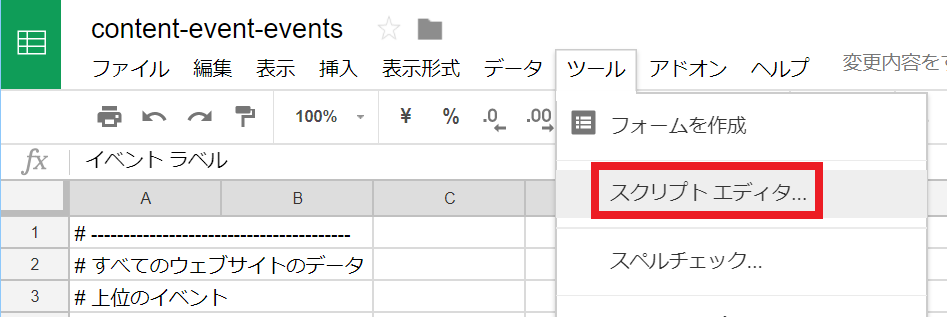 content-event-events
ファイル 編集 表示 挿入 表示形式 データ ツール アドオン ヘルプ 変更内容をす
100% ¥ % .0 .00 フォームを作成
fx イベント ラベル
スクリプト エディタ...
A B C
1 # ----------------------------------------
2 # すべてのウェブサイトのデータ
スペルチェック...
3 # 上位のイベント